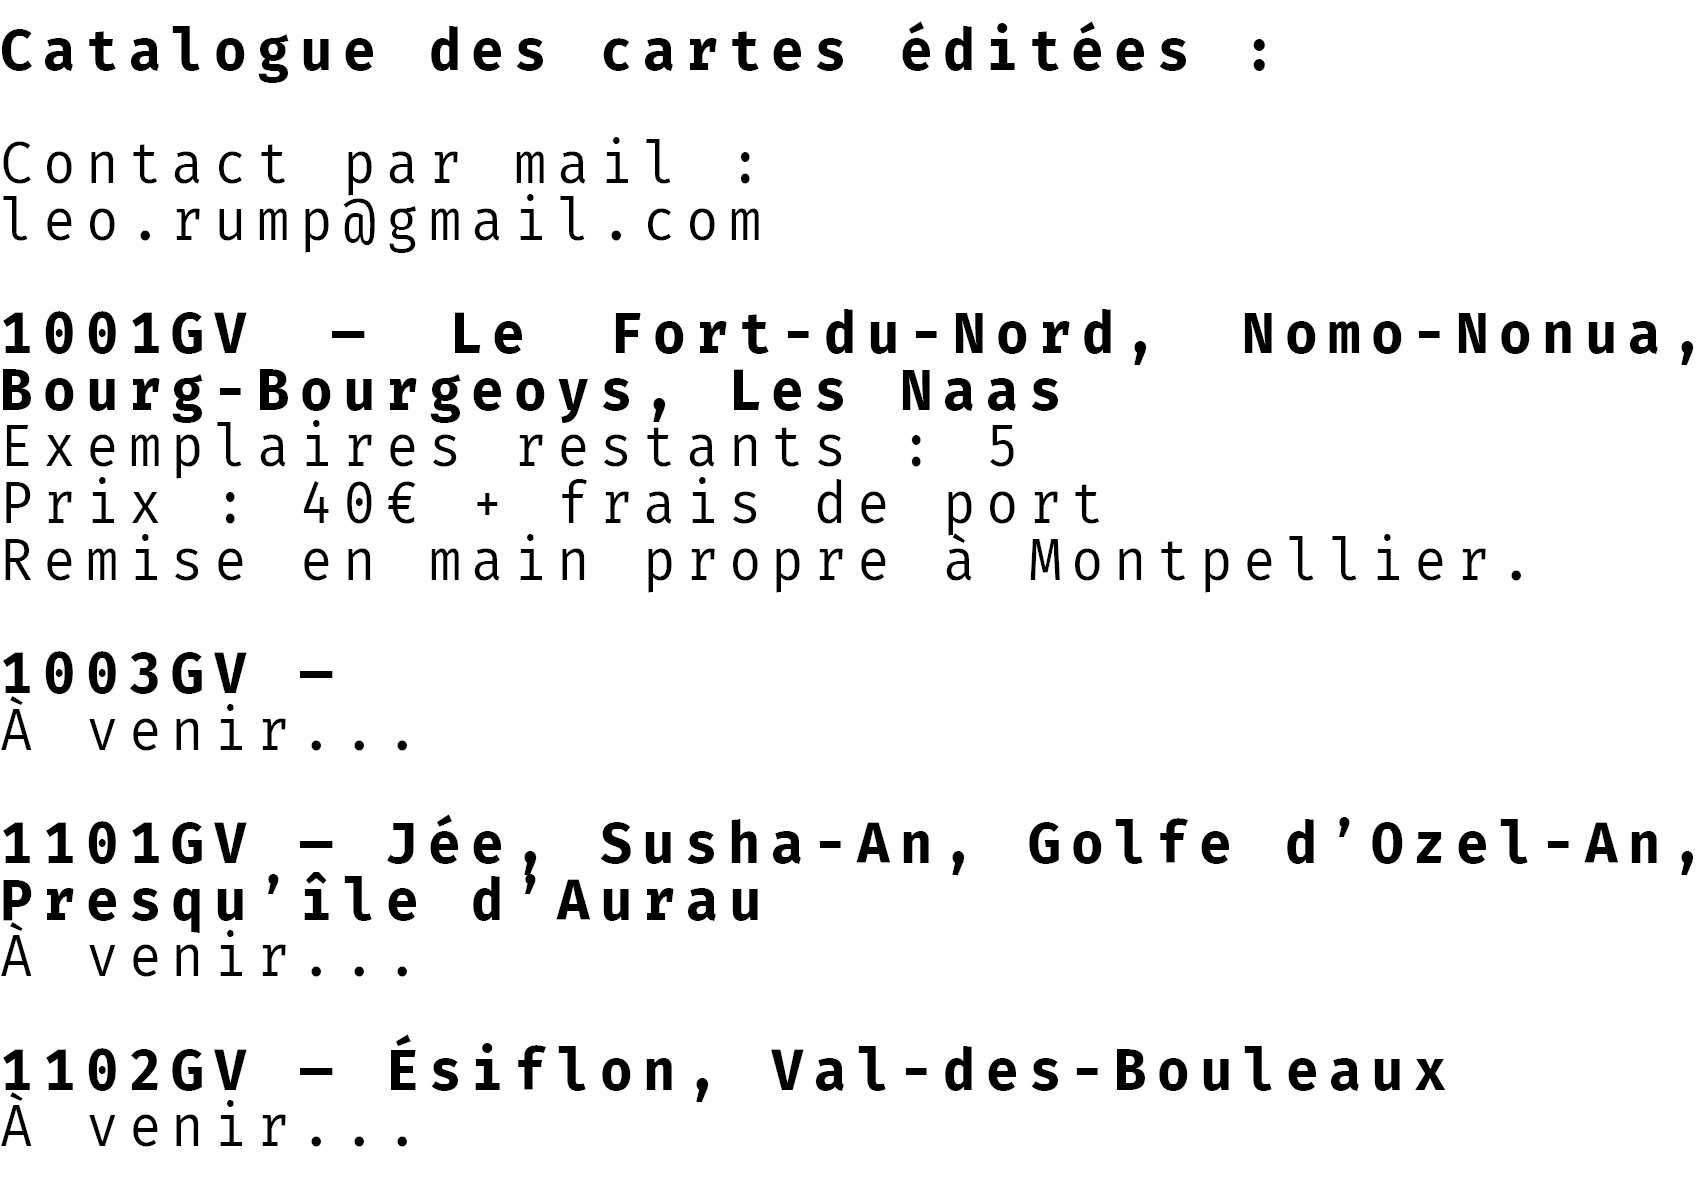 Catalogue des cartes éditées :
Contact par mail :
leo.rump@gmail.com
1001GV – Le Fort-du-Nord, Nomo-Nonua,
Bourg-Bourgeoys, Les Naas
Exemplaires restants : 5
Prix : 40€ + frais de port
Remise en main propre à Montpellier.
1003GV –
À venir...
1101GV – Jée, Susha-An, Golfe d’Ozel-An,
Presqu’île d’Aurau
À venir...
1102GV – Ésiflon, Val-des-Bouleaux
À venir...